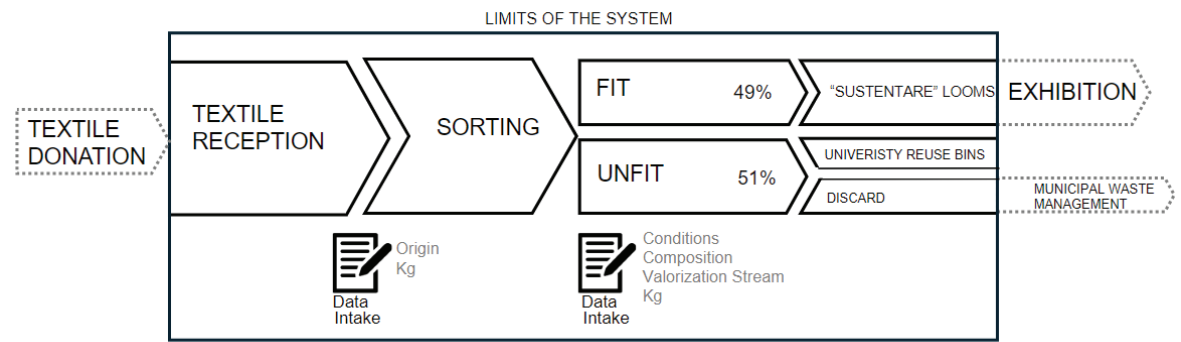 LIMITS OF THE SYSTEM
TEXTILE
DONATION
TEXTILE
RECEPTION
SORTING
FIT
49%
"SUSTENTARE" LOOMS
EXHIBITION
UNFIT
51%
UNIVERISTY REUSE BINS
DISCARD
MUNICIPAL WASTE
MANAGEMENT
Data
Intake
Origin
Kg
Data
Intake
Conditions
Composition
Valorization Stream
Kg